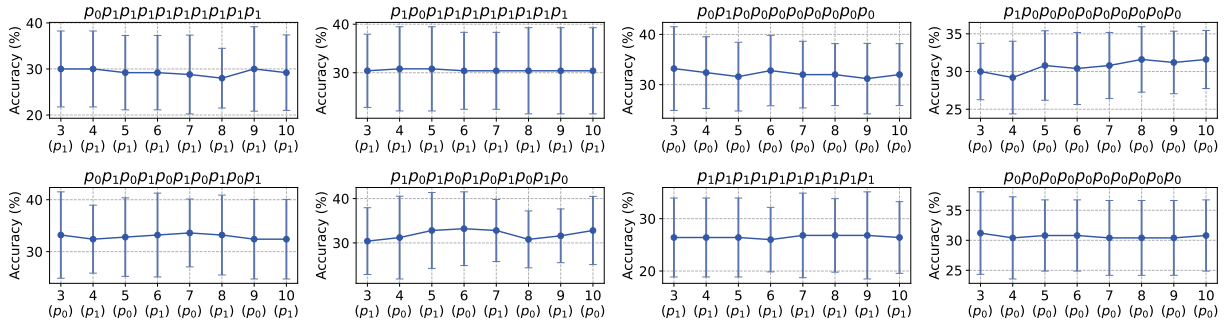 p₀p₁p₁p₁p₁p₁p₁p₁p₁p₁
Accuracy (%)
40
30
20
3 4 5 6 7 8 9 10
(p₁) (p₁) (p₁) (p₁) (p₁) (p₁) (p₁) (p₁)
p₁p₀p₁p₁p₁p₁p₁p₁p₁p₁
Accuracy (%)
40
30
3 4 5 6 7 8 9 10
(p₁) (p₁) (p₁) (p₁) (p₁) (p₁) (p₁) (p₁)
p₀p₁p₀p₀p₀p₀p₀p₀p₀p₀
Accuracy (%)
40
30
3 4 5 6 7 8 9 10
(p₀) (p₀) (p₀) (p₀) (p₀) (p₀) (p₀) (p₀)
p₁p₀p₀p₀p₀p₀p₀p₀p₀p₀
Accuracy (%)
35
30
25
3 4 5 6 7 8 9 10
(p₀) (p₀) (p₀) (p₀) (p₀) (p₀) (p₀) (p₀)
p₀p₁p₀p₁p₀p₁p₀p₁p₀p₁
Accuracy (%)
40
30
3 4 5 6 7 8 9 10
(p₀) (p₁) (p₀) (p₁) (p₀) (p₁) (p₀) (p₁)
p₁p₀p₁p₀p₁p₀p₁p₀p₁p₀
Accuracy (%)
40
30
3 4 5 6 7 8 9 10
(p₁) (p₀) (p₁) (p₀) (p₁) (p₀) (p₁) (p₀)
p₁p₁p₁p₁p₁p₁p₁p₁p₁p₁
Accuracy (%)
30
20
3 4 5 6 7 8 9 10
(p₁) (p₁) (p₁) (p₁) (p₁) (p₁) (p₁) (p₁)
p₀p₀p₀p₀p₀p₀p₀p₀p₀p₀
Accuracy (%)
35
30
25
3 4 5 6 7 8 9 10
(p₀) (p₀) (p₀) (p₀) (p₀) (p₀) (p₀) (p₀)